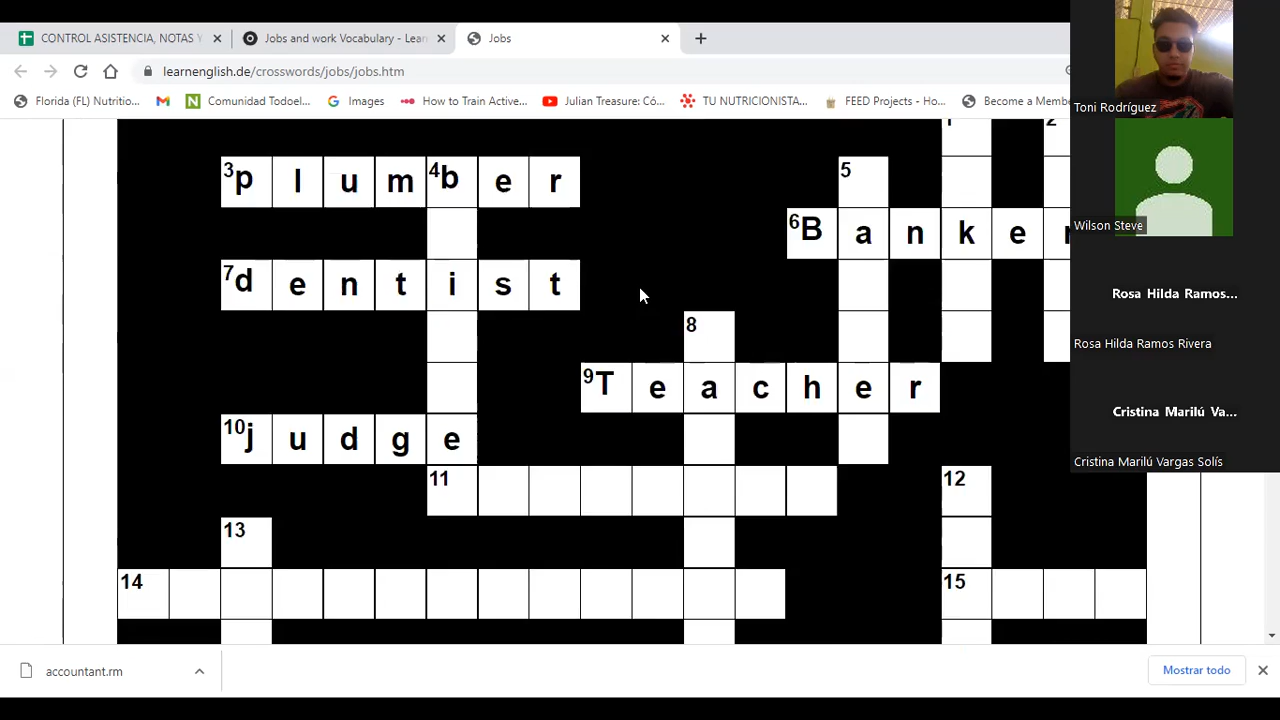 CONTROL ASISTENCIA, NOTAS Y
Jobs and work Vocabulary - Lear
Jobs
learnenglish.de/crosswords/jobs/jobs.htm
Florida (FL) Nutritio...
Comunidad Todoel...
Images
How to Train Active...
Julian Treasure: Có...
TU NUTRICIONISTA...
FEED Projects - Ho...
Become a Membe
1 2
3 p l u m 4 b e r 5
6 B a n k e r
7 d e n t i s t
8
9 T e a c h e r
10 j u d g e
11 12
13
14 15
Toni Rodríguez
Wilson Steve
Rosa Hilda Ramos...
Rosa Hilda Ramos Rivera
Cristina Marilú Va...
Cristina Marilú Vargas Solís
accountant.rm
Mostrar todo